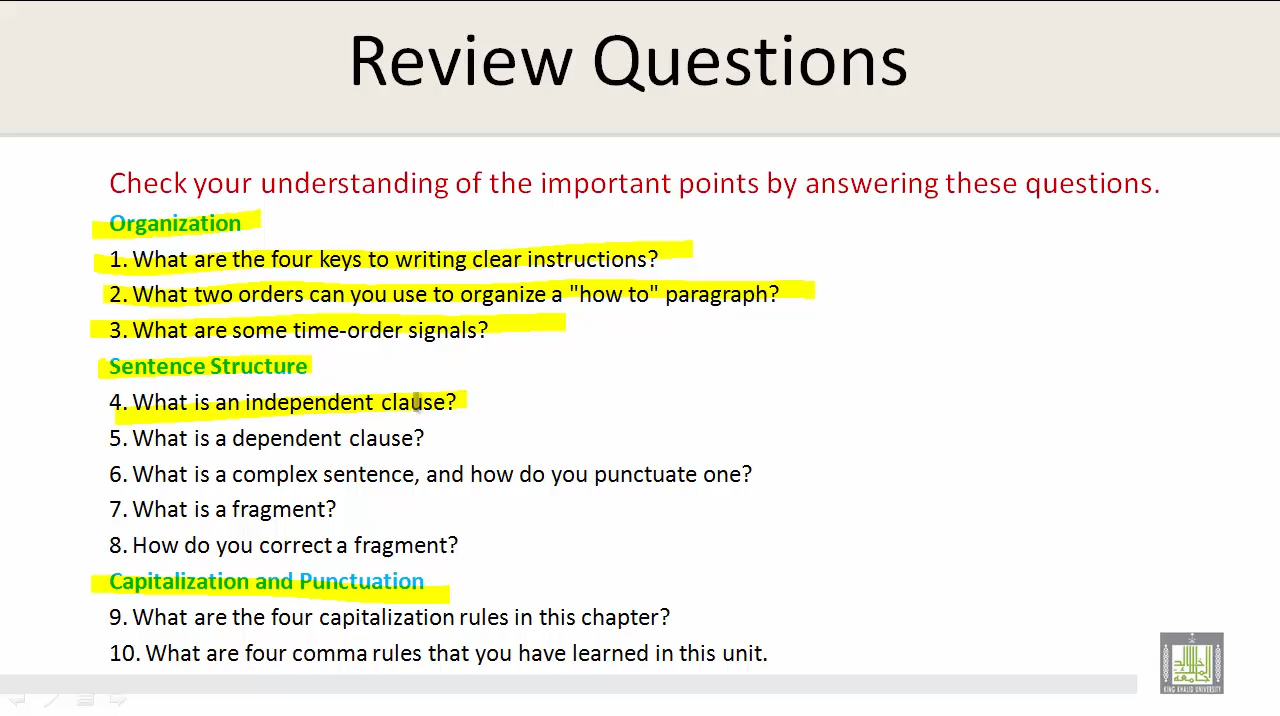 Review Questions
Check your understanding of the important points by answering these questions.
Organization
1. What are the four keys to writing clear instructions?
2. What two orders can you use to organize a "how to" paragraph?
3. What are some time-order signals?
Sentence Structure
4. What is an independent clause?
5. What is a dependent clause?
6. What is a complex sentence, and how do you punctuate one?
7. What is a fragment?
8. How do you correct a fragment?
Capitalization and Punctuation
9. What are the four capitalization rules in this chapter?
10. What are four comma rules that you have learned in this unit.
KING KHALID UNIVERSITY